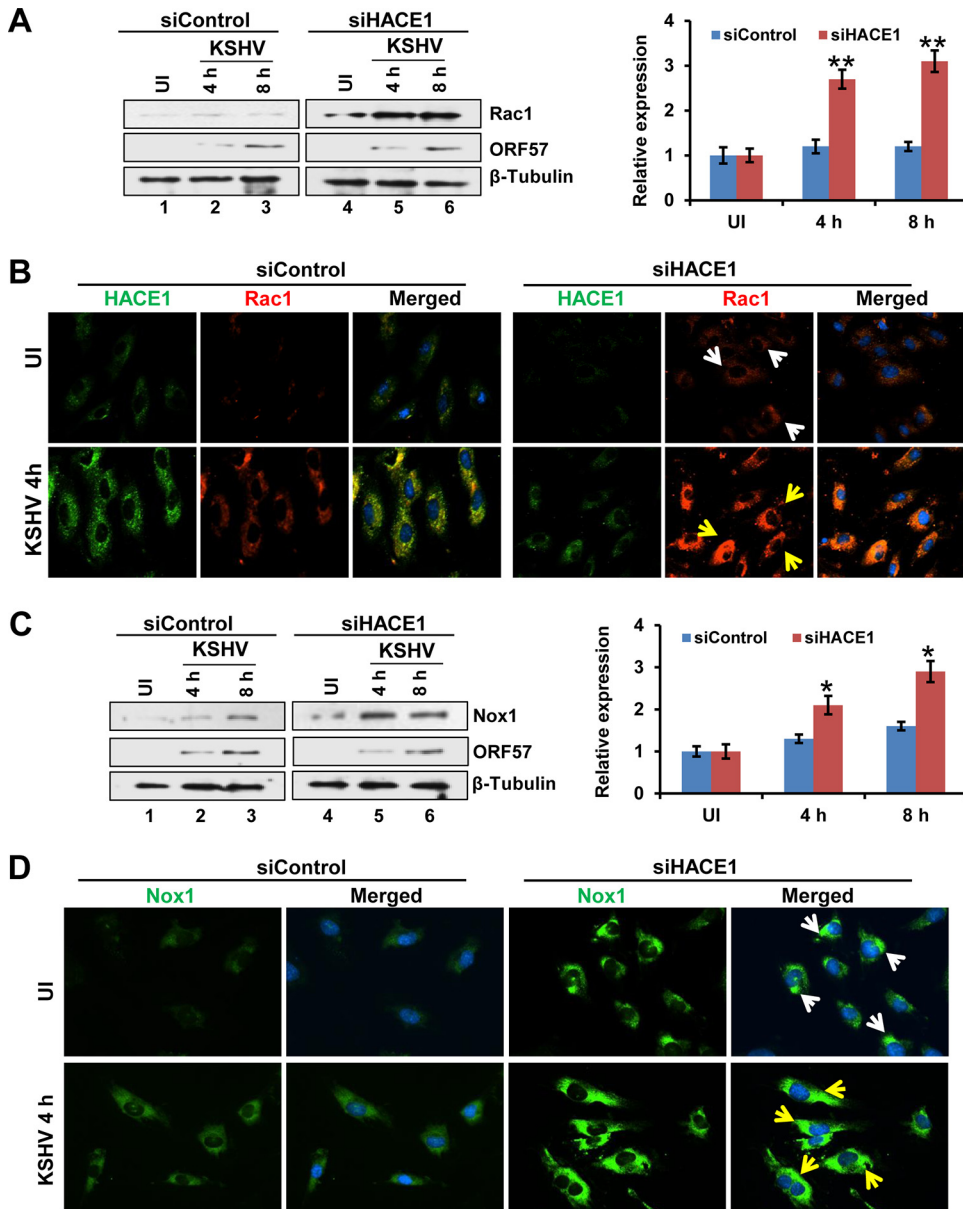 A
siControl
siHACE1
KSHV
KSHV
UI
4 h
8 h
UI
4 h
8 h
Rac1
ORF57
β-Tubulin
1 2 3 4 5 6
siControl siHACE1
Relative expression
4
3
2
1
0
** **
UI 4 h 8 h
B
siControl
siHACE1
HACE1 Rac1 Merged
HACE1 Rac1 Merged
UI
KSHV 4h
C
siControl
siHACE1
KSHV
KSHV
UI
4 h
8 h
UI
4 h
8 h
Nox1
ORF57
β-Tubulin
1 2 3 4 5 6
siControl siHACE1
Relative expression
4
3
2
1
0
* *
UI 4 h 8 h
D
siControl
siHACE1
Nox1 Merged
Nox1 Merged
UI
KSHV 4 h